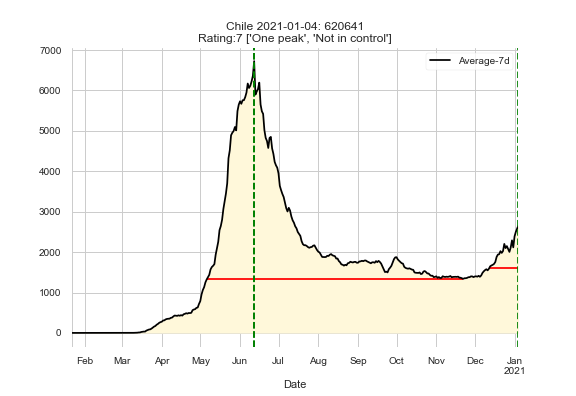 Chile 2021-01-04: 620641
Rating:7 ['One peak', 'Not in control']
Average-7d
7000
6000
5000
4000
3000
2000
1000
0
Feb Mar Apr May Jun Jul Aug Sep Oct Nov Dec Jan
2021
Date